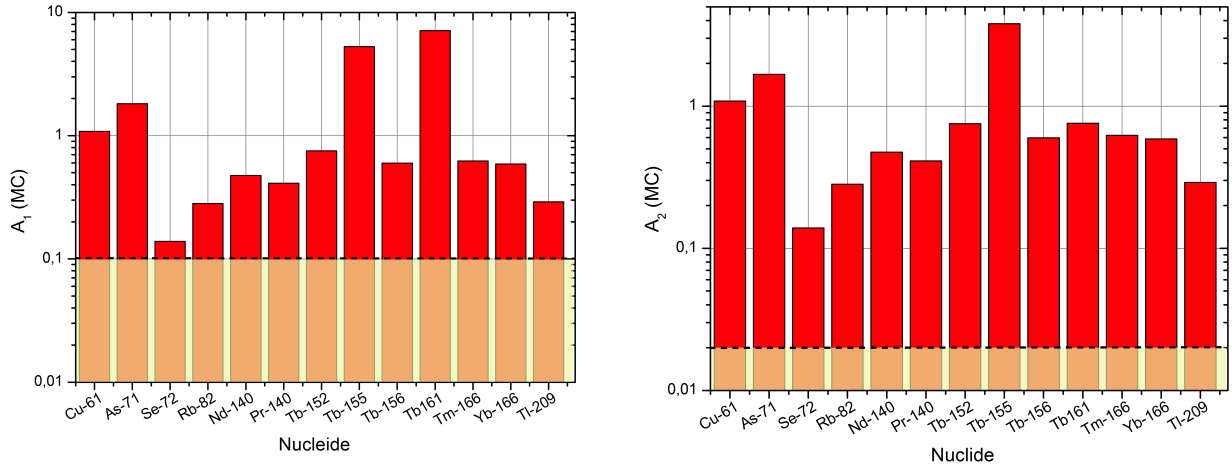 10
1
0,1
0,01
A1 (MC)
Cu-61 As-71 Se-72 Rb-82 Nd-140 Pr-140 Tb-152 Tb-155 Tb-156 Tb161 Tm-166 Yb-166 Tl-209
Nucleide
1
0,1
0,01
A2 (MC)
Cu-61 As-71 Se-72 Rb-82 Nd-140 Pr-140 Tb-152 Tb-155 Tb-156 Tb161 Tm-166 Yb-166 Tl-209
Nuclide